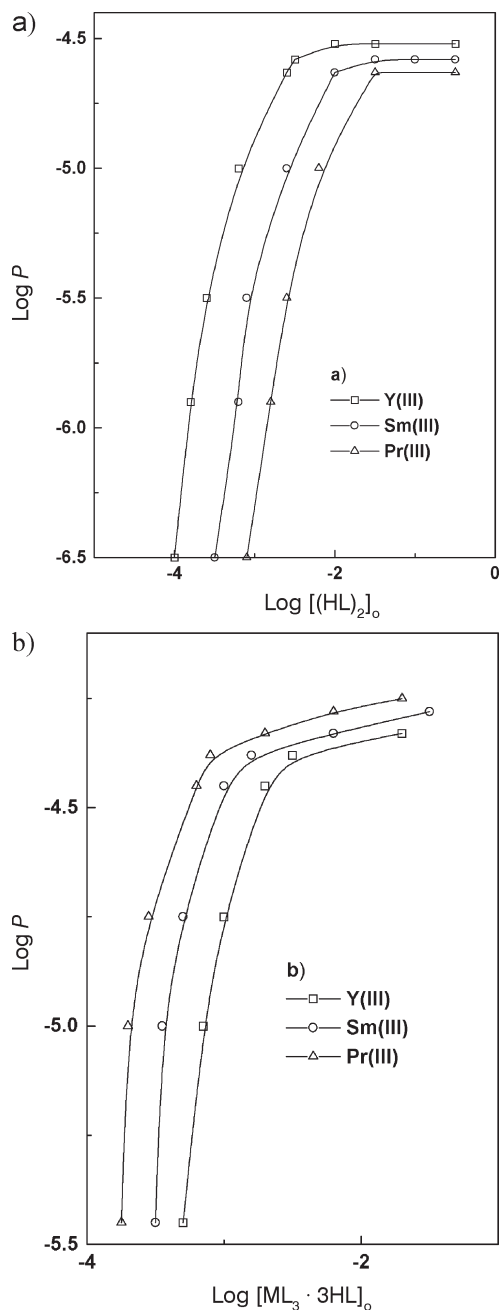 a)
-4.5
-5.0
-5.5
-6.0
-6.5
Log P
a)
Y(III)
Sm(III)
Pr(III)
-4 -2 0
Log [(HL)2]o
b)
-4.5
-5.0
-5.5
Log P
b)
Y(III)
Sm(III)
Pr(III)
-4 -2
Log [ML3 · 3HL]o